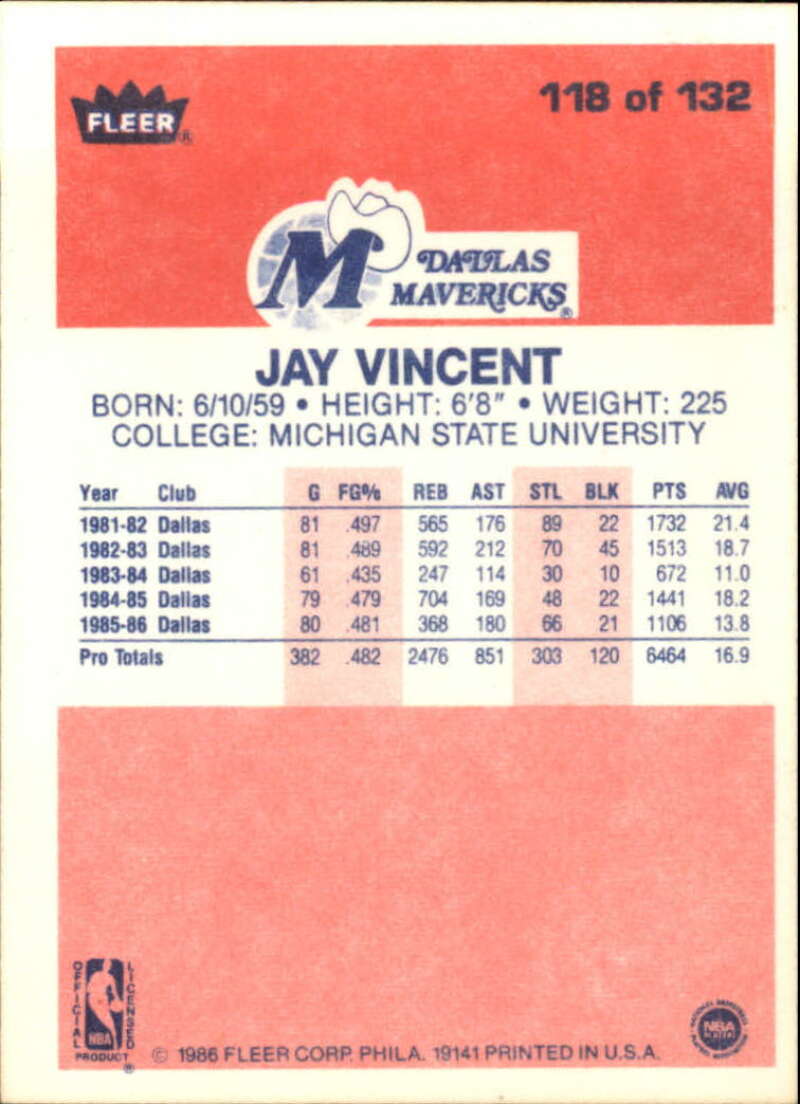 FLEER®
118 of 132
M
DALLAS
MAVERICKS®
JAY VINCENT
BORN: 6/10/59 • HEIGHT: 6'8" • WEIGHT: 225
COLLEGE: MICHIGAN STATE UNIVERSITY
Year Club G FG% REB AST STL BLK PTS AVG
1981-82 Dallas 81 .497 565 176 89 22 1732 21.4
1982-83 Dallas 81 .489 592 212 70 45 1513 18.7
1983-84 Dallas 61 .435 247 114 30 10 672 11.0
1984-85 Dallas 79 .479 704 169 48 22 1441 18.2
1985-86 Dallas 80 .481 368 180 66 21 1106 13.8
Pro Totals 382 .482 2476 851 303 120 6464 16.9
OFFICIAL
LICENSED
NBA
PRODUCT®
© 1986 FLEER CORP. PHILA. 19141 PRINTED IN U.S.A.
NATIONAL BASKETBALL
NBA
PLAYERS